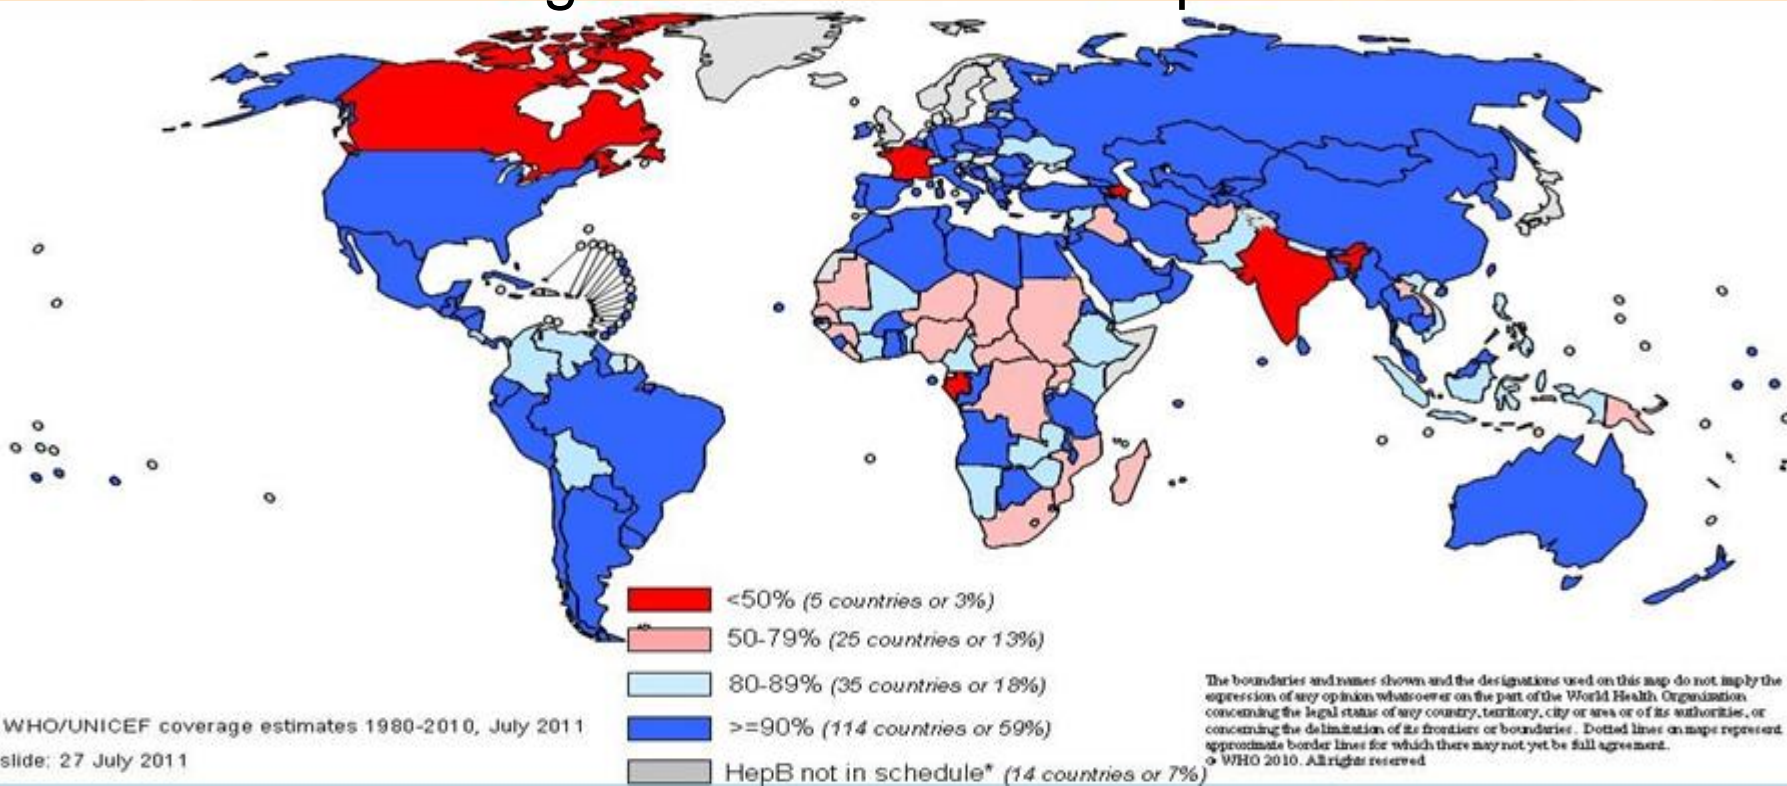 <50% (5 countries or 3%)
50-79% (25 countries or 13%)
80-89% (35 countries or 18%)
>=90% (114 countries or 59%)
HepB not in schedule* (14 countries or 7%)
WHO/UNICEF coverage estimates 1980-2010, July 2011
slide: 27 July 2011
The boundaries and names shown and the designations used on this map do not imply the
expression of any opinion whatsoever on the part of the World Health Organization
concerning the legal status of any country, territory, city or area or of its authorities, or
concerning the delimitation of its frontiers or boundaries. Dotted lines on maps represent
approximate border lines for which there may not yet be full agreement.
© WHO 2010. All rights reserved